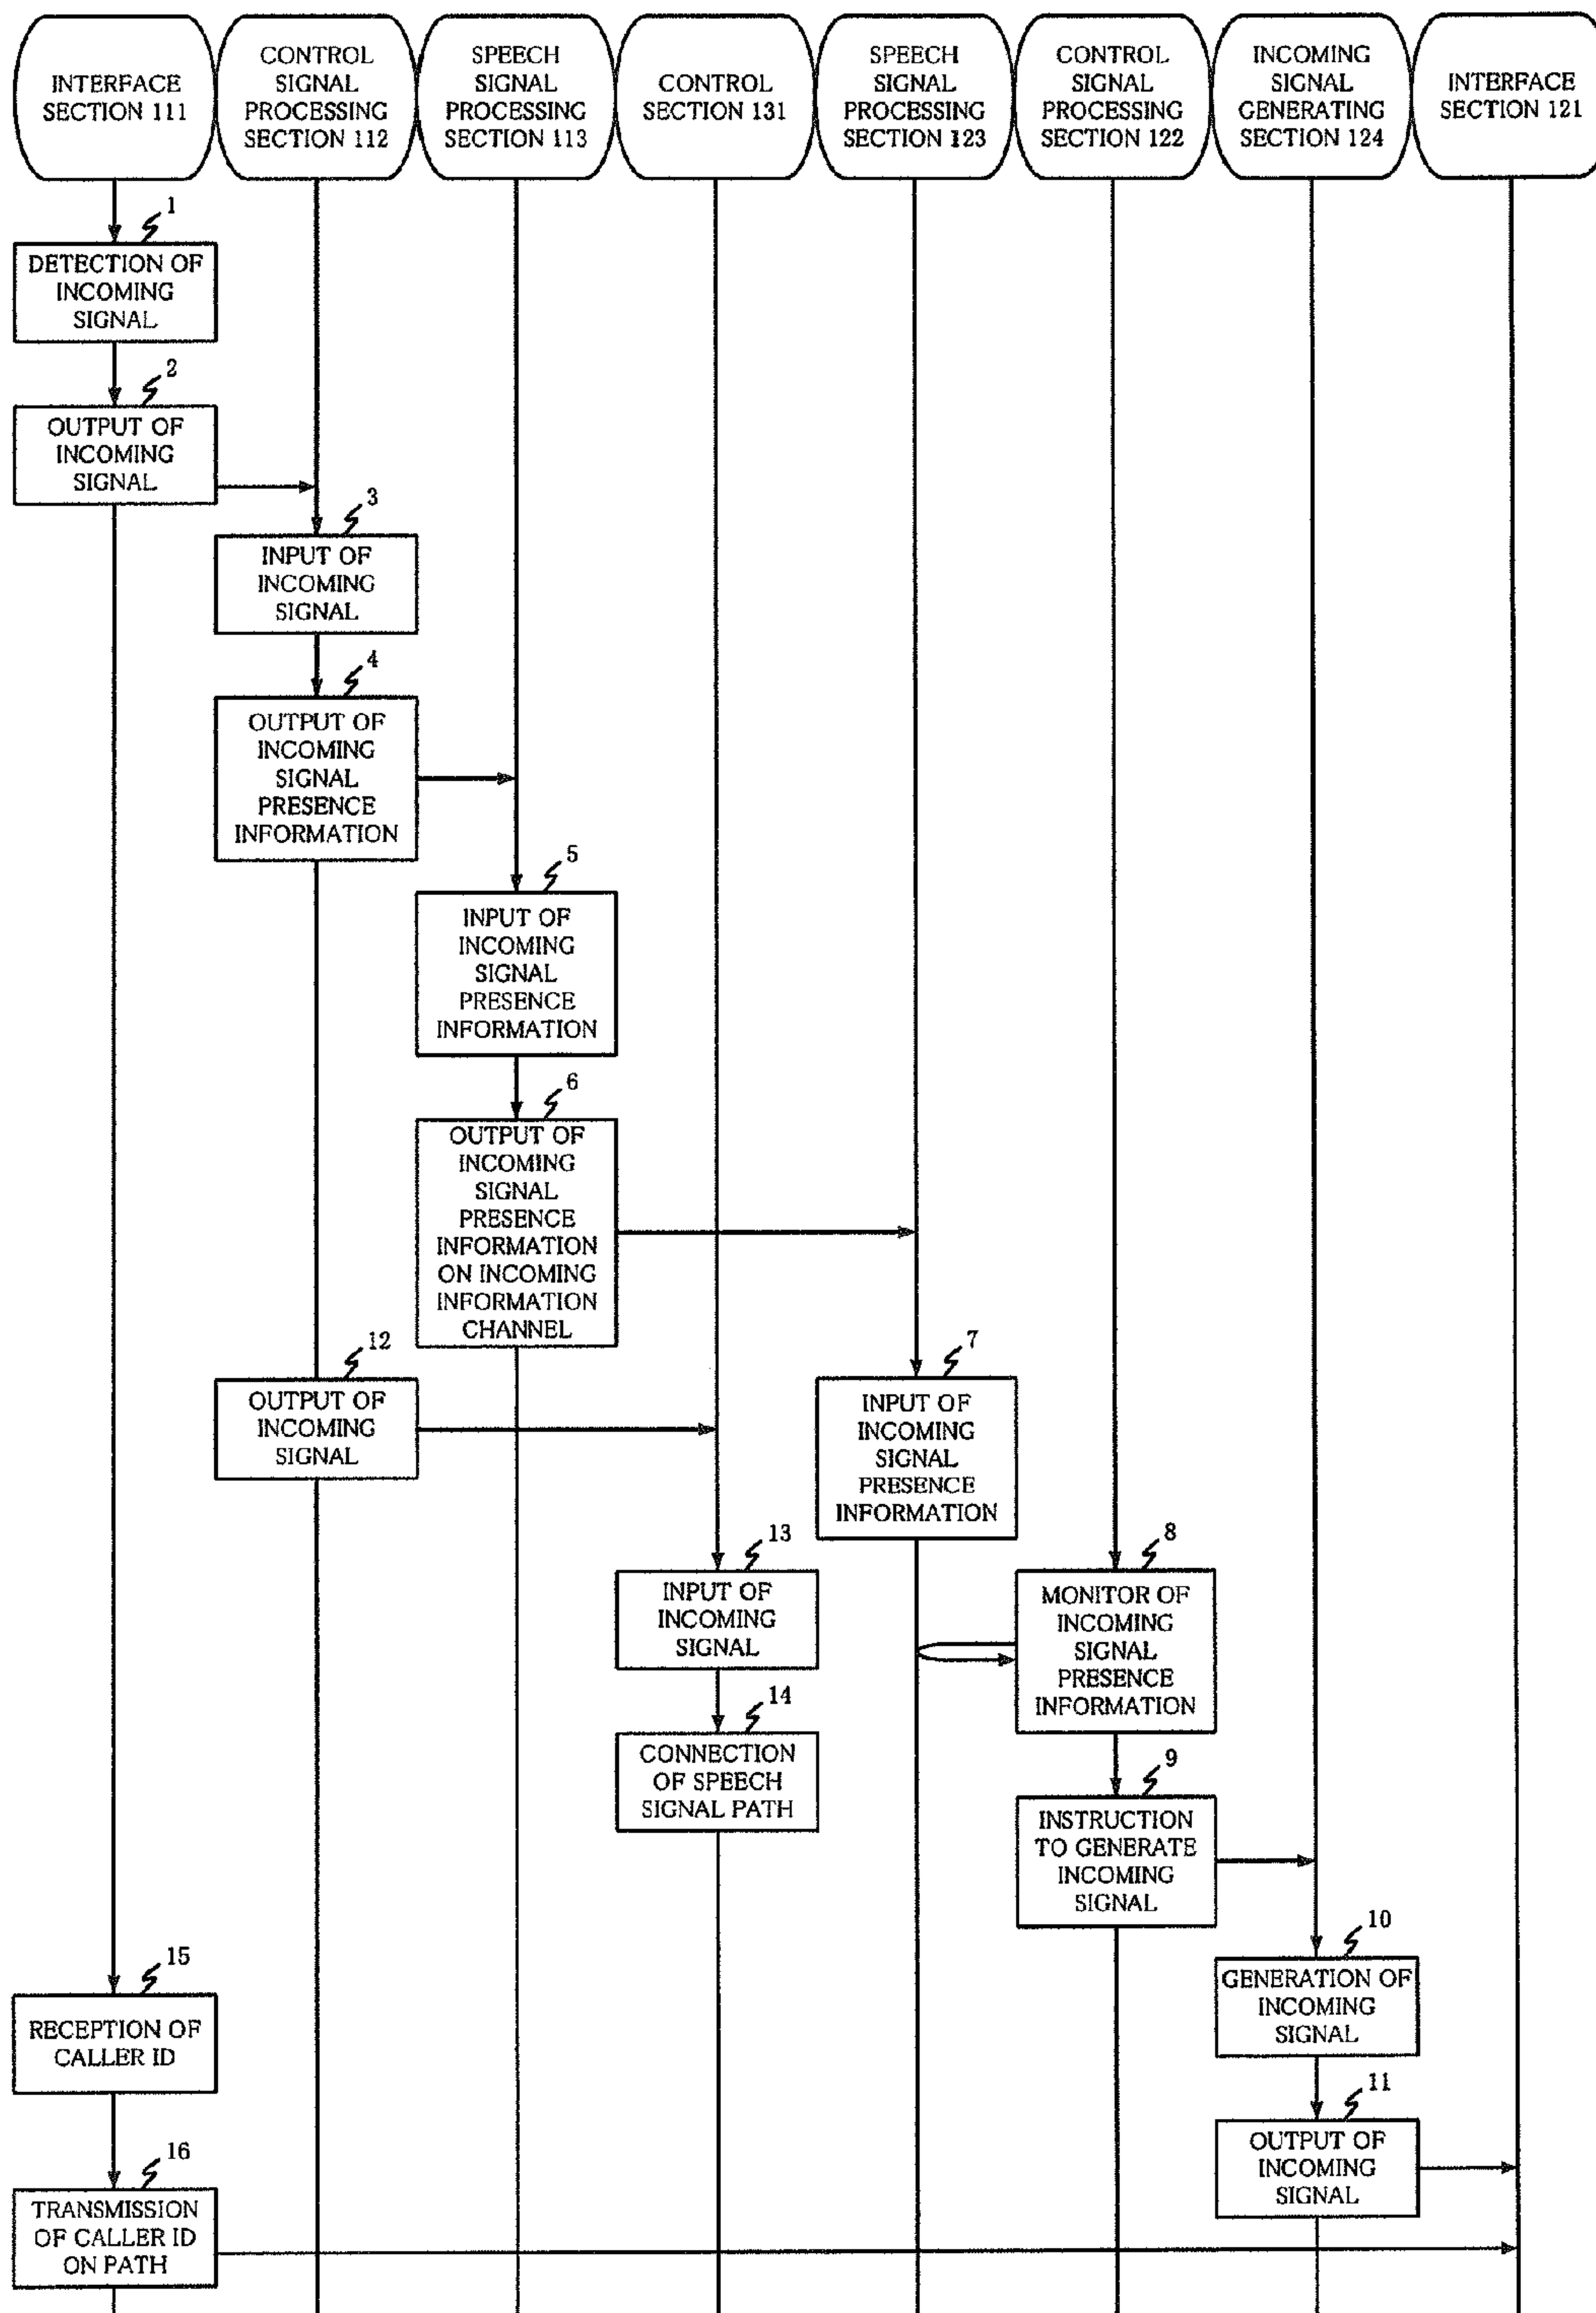 INTERFACE
SECTION 111
CONTROL
SIGNAL
PROCESSING
SECTION 112
SPEECH
SIGNAL
PROCESSING
SECTION 113
CONTROL
SECTION 131
SPEECH
SIGNAL
PROCESSING
SECTION 123
CONTROL
SIGNAL
PROCESSING
SECTION 122
INCOMING
SIGNAL
GENERATING
SECTION 124
INTERFACE
SECTION 121
1
DETECTION OF
INCOMING
SIGNAL
2
OUTPUT OF
INCOMING
SIGNAL
3
INPUT OF
INCOMING
SIGNAL
4
OUTPUT OF
INCOMING
SIGNAL
PRESENCE
INFORMATION
5
INPUT OF
INCOMING
SIGNAL
PRESENCE
INFORMATION
6
OUTPUT OF
INCOMING
SIGNAL
PRESENCE
INFORMATION
ON INCOMING
INFORMATION
CHANNEL
7
INPUT OF
INCOMING
SIGNAL
PRESENCE
INFORMATION
12
OUTPUT OF
INCOMING
SIGNAL
13
INPUT OF
INCOMING
SIGNAL
8
MONITOR OF
INCOMING
SIGNAL
PRESENCE
INFORMATION
14
CONNECTION
OF SPEECH
SIGNAL PATH
9
INSTRUCTION
TO GENERATE
INCOMING
SIGNAL
10
GENERATION OF
INCOMING
SIGNAL
15
RECEPTION OF
CALLER ID
11
OUTPUT OF
INCOMING
SIGNAL
16
TRANSMISSION
OF CALLER ID
ON PATH